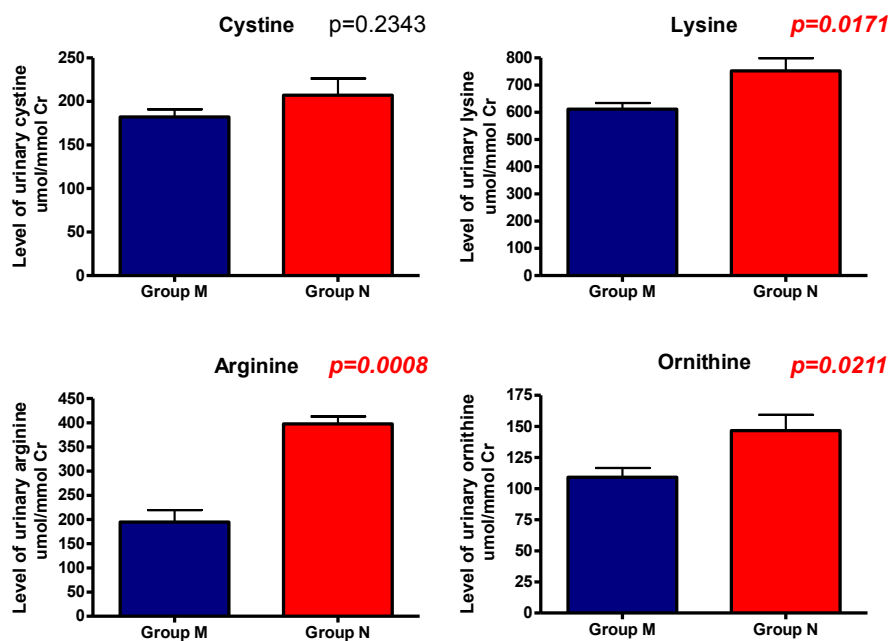 Cystine p=0.2343
Level of urinary cystine
umol/mmol Cr
250
200
150
100
50
0
Group M Group N
Lysine p=0.0171
Level of urinary lysine
umol/mmol Cr
800
700
600
500
400
300
200
100
0
Group M Group N
Arginine p=0.0008
Level of urinary arginine
umol/mmol Cr
450
400
350
300
250
200
150
100
50
0
Group M Group N
Ornithine p=0.0211
Level of urinary ornithine
umol/mmol Cr
175
150
125
100
75
50
25
0
Group M Group N